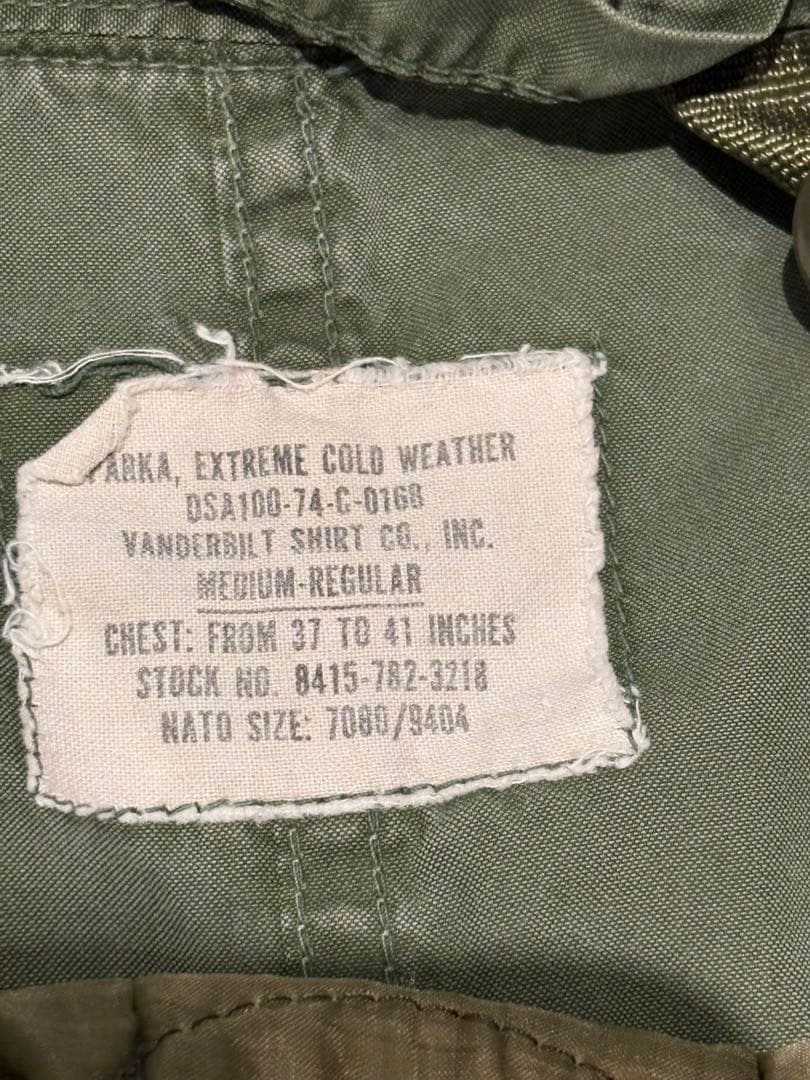 PARKA, EXTREME COLD WEATHER
DSA100-74-C-0168
VANDERBILT SHIRT CO., INC.
MEDIUM-REGULAR
CHEST: FROM 37 TO 41 INCHES
STOCK NO. 8415-782-3218
NATO SIZE: 7080/9404